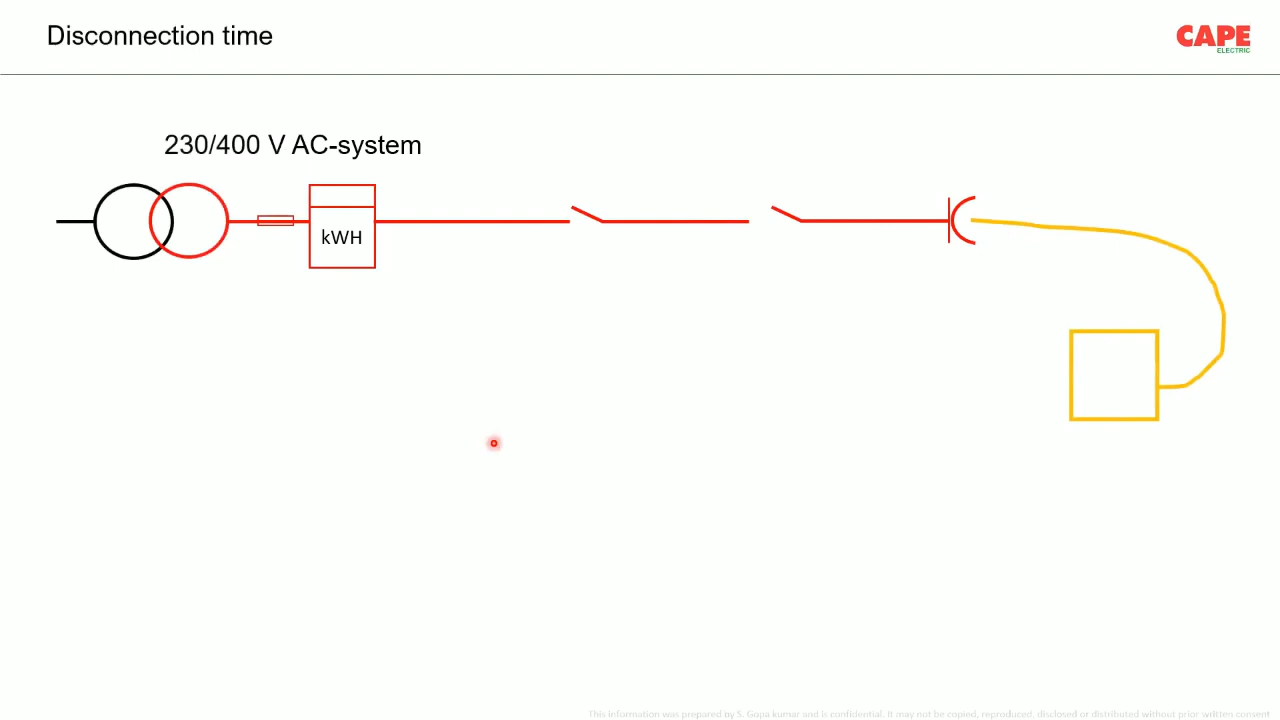 Disconnection time
CAPE
ELECTRIC
230/400 V AC-system
kWH
This information was prepared by S. Gopa kumar and is confidential. It may not be copied, reproduced, disclosed or distributed without prior written consent